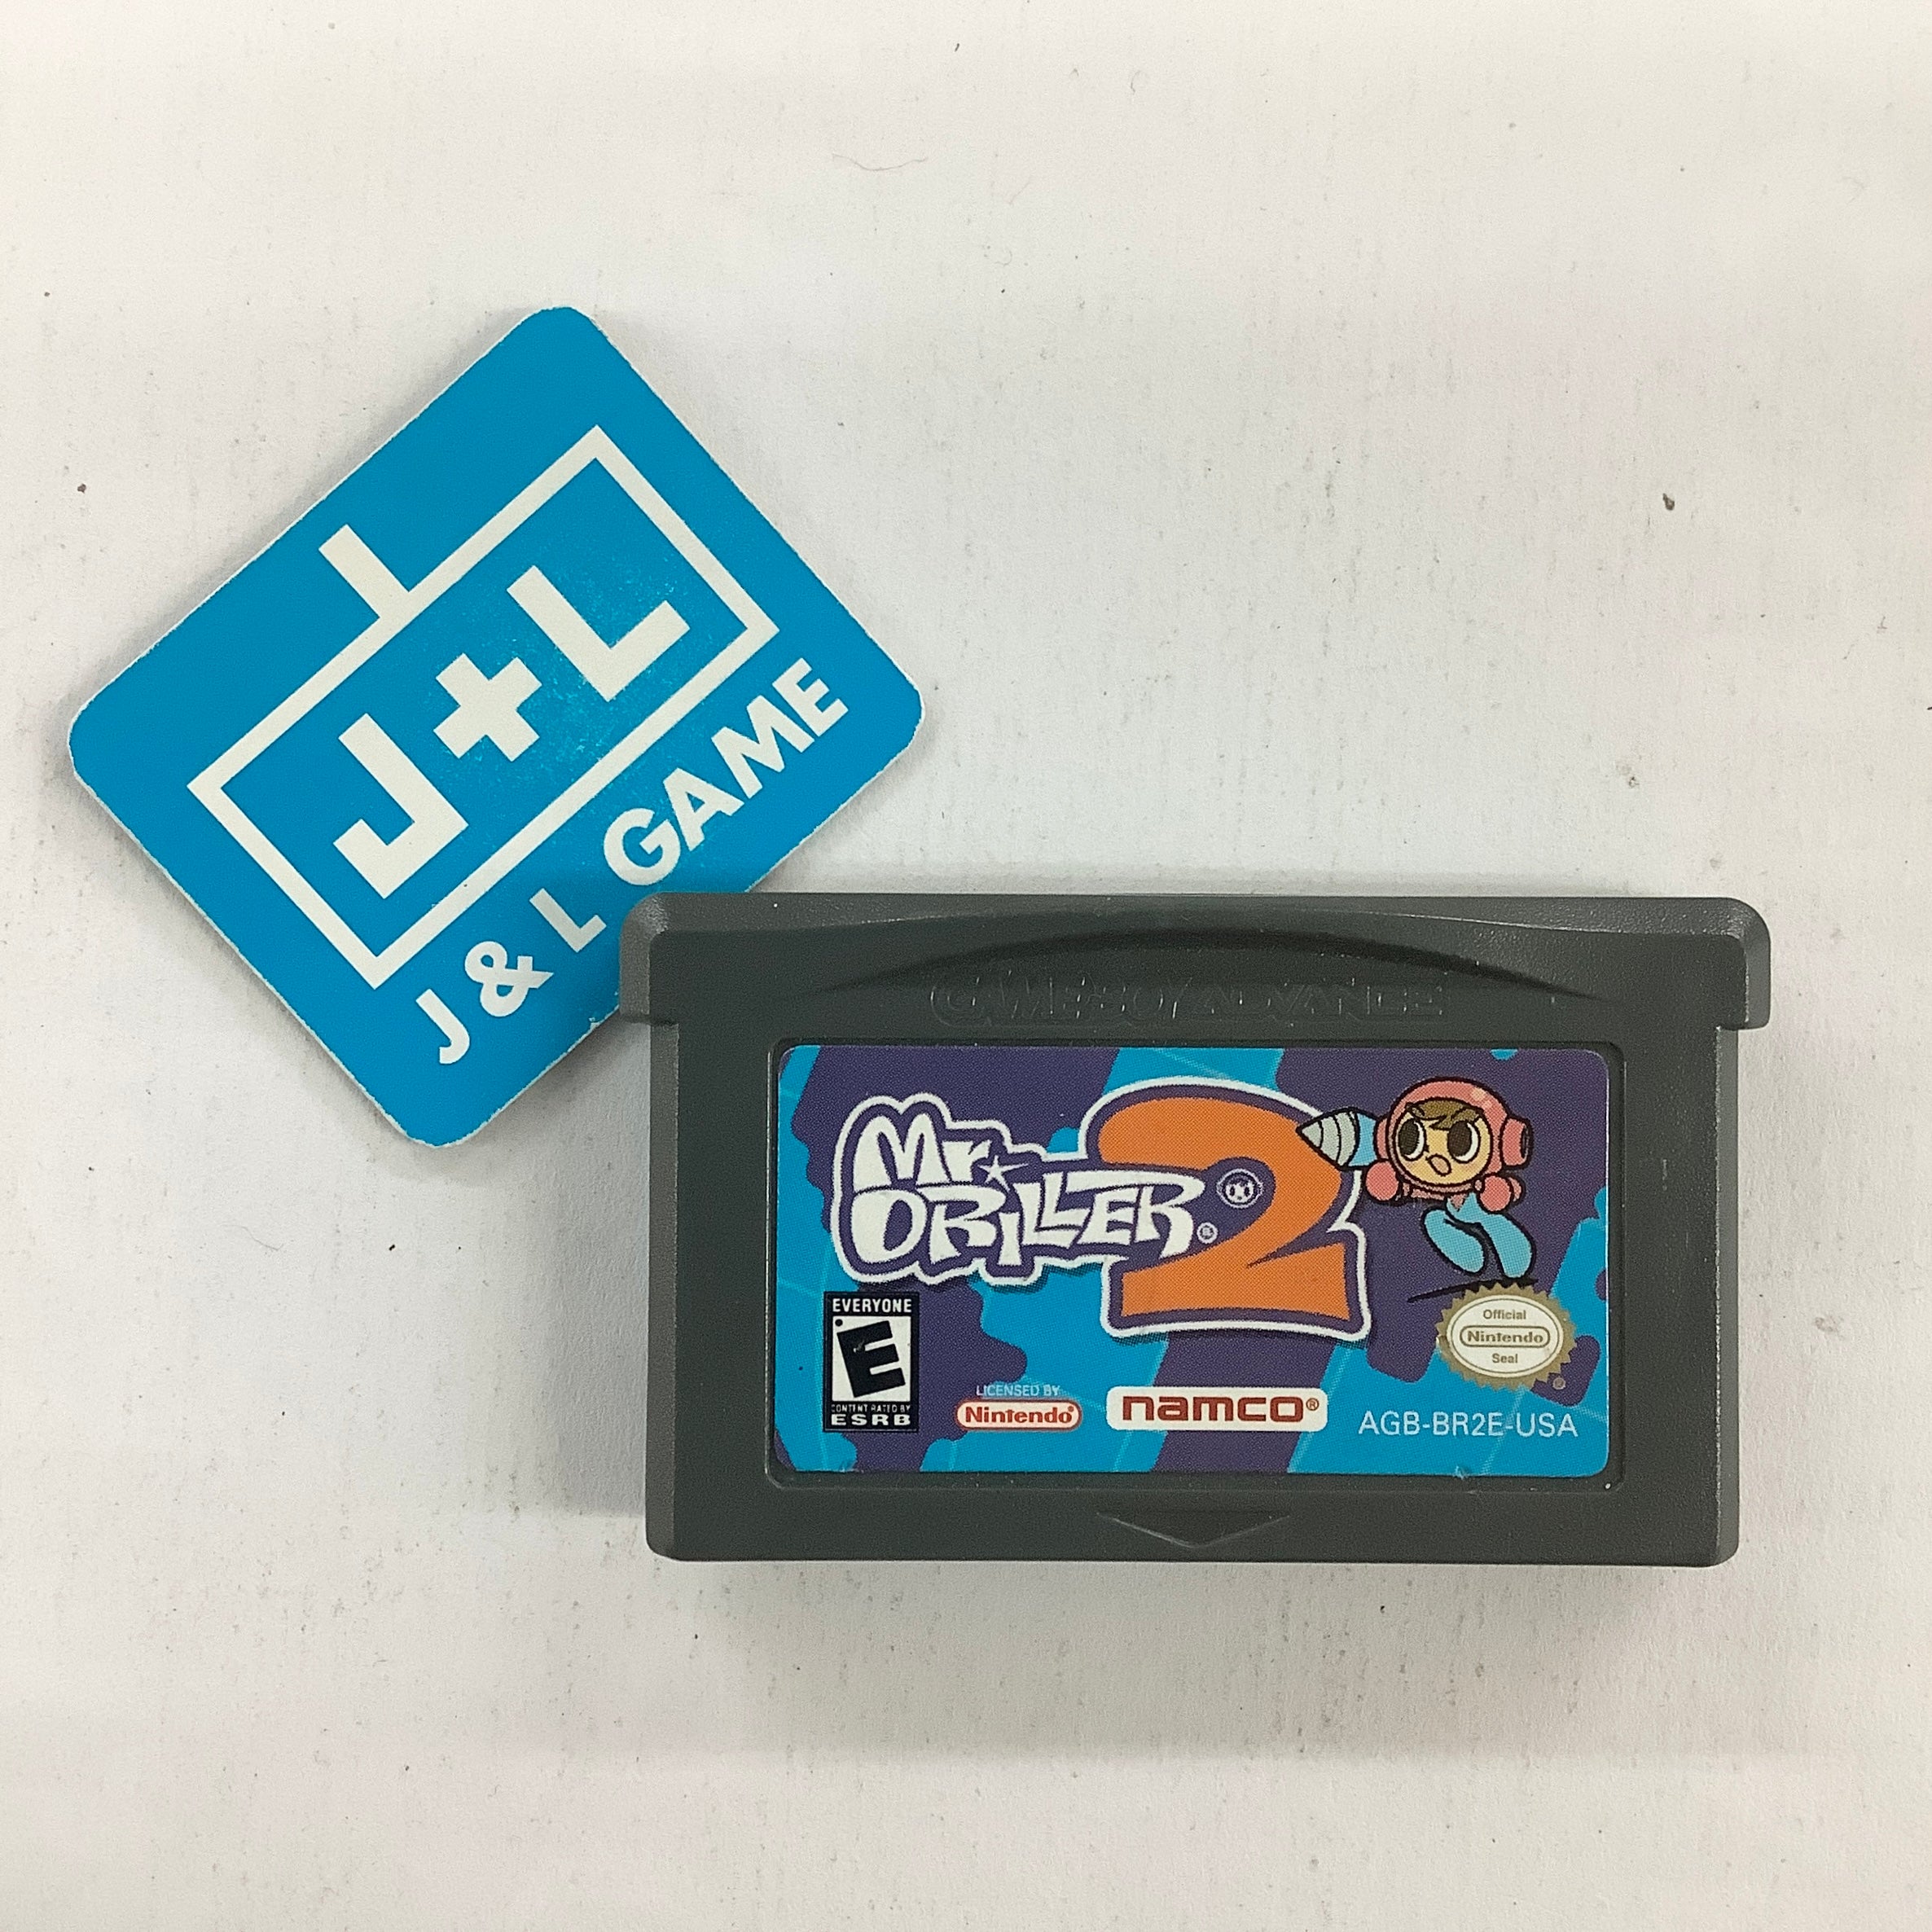 J+L
J & L GAME
GAME BOY ADVANCE
Mr.
DRILLER® 2
EVERYONE
E
CONTENT RATED BY
ESRB
LICENSED BY
Nintendo®
namco®
Official
Nintendo
Seal
®
AGB-BR2E-USA